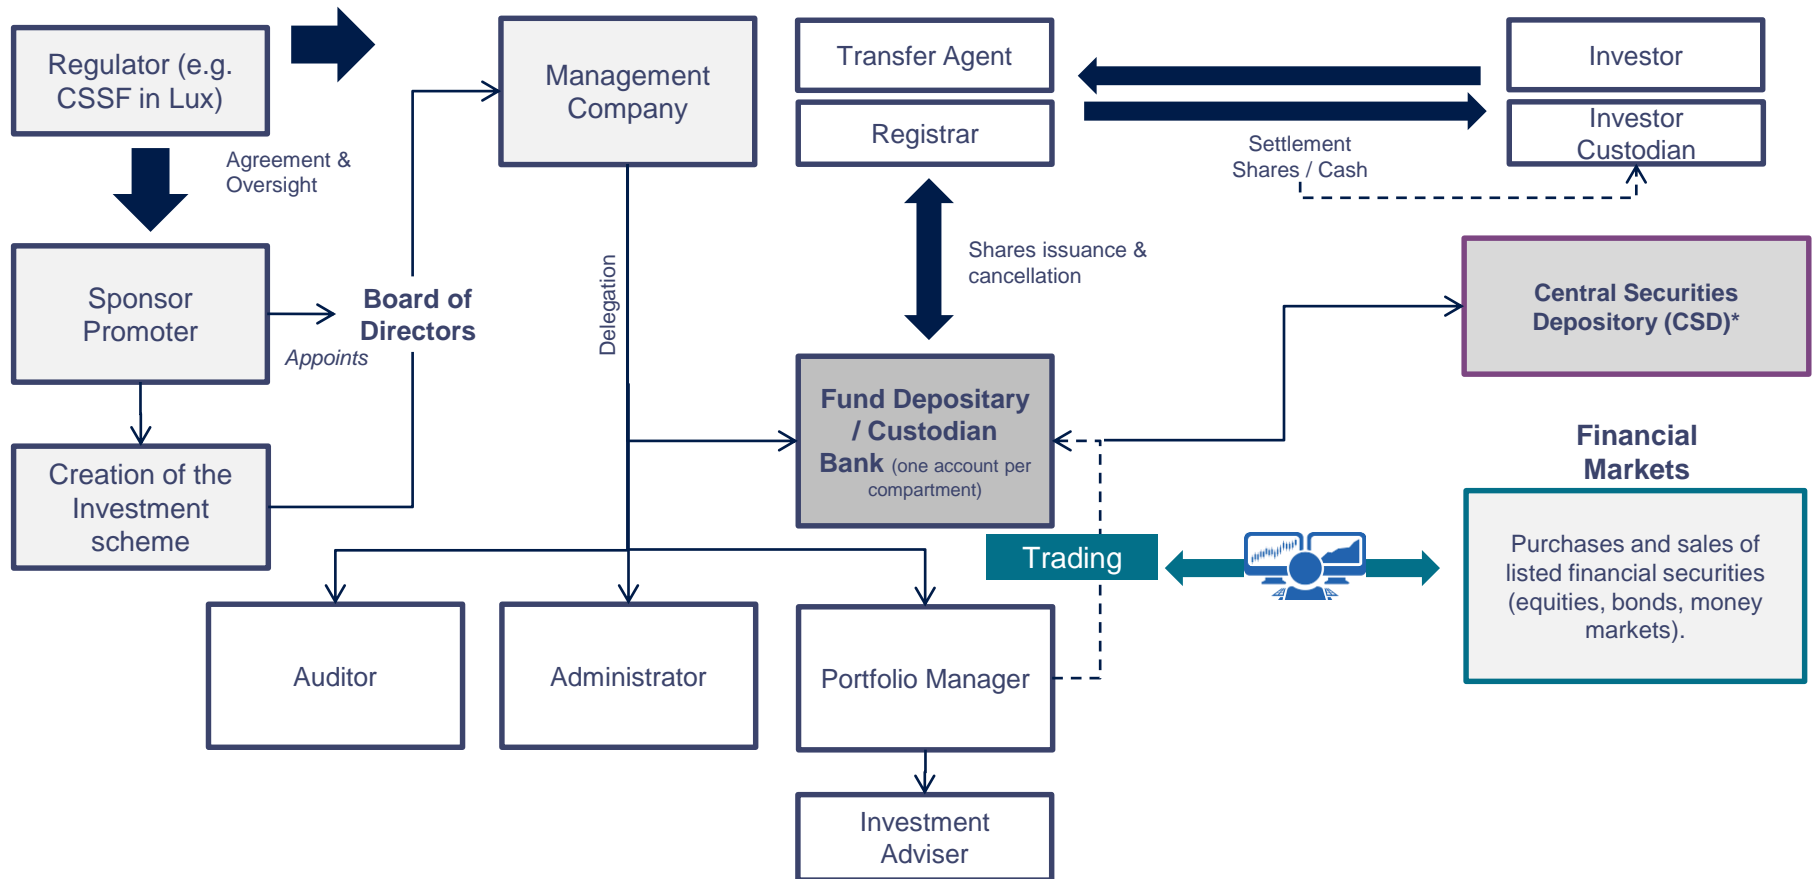 Regulator (e.g.
CSSF in Lux)
Agreement &
Oversight
Management
Company
Transfer Agent
Registrar
Investor
Investor
Custodian
Settlement
Shares / Cash
Sponsor
Promoter
Appoints
Board of
Directors
Delegation
Shares issuance &
cancellation
Central Securities
Depository (CSD)*
Creation of the
Investment
scheme
Fund Depositary
/ Custodian
Bank (one account per
compartment)
Financial
Markets
Trading
Purchases and sales of
listed financial securities
(equities, bonds, money
markets).
Auditor
Administrator
Portfolio Manager
Investment
Adviser